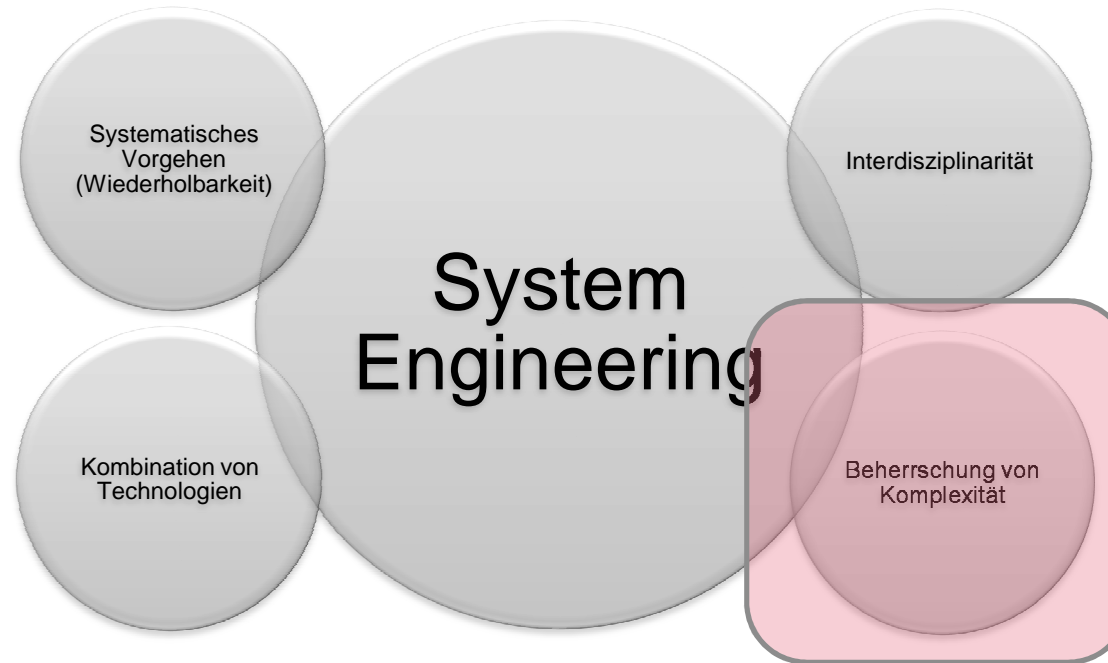 Systematisches
Vorgehen
(Wiederholbarkeit)
Interdisziplinarität
System
Engineering
Kombination von
Technologien
Beherrschung von
Komplexität